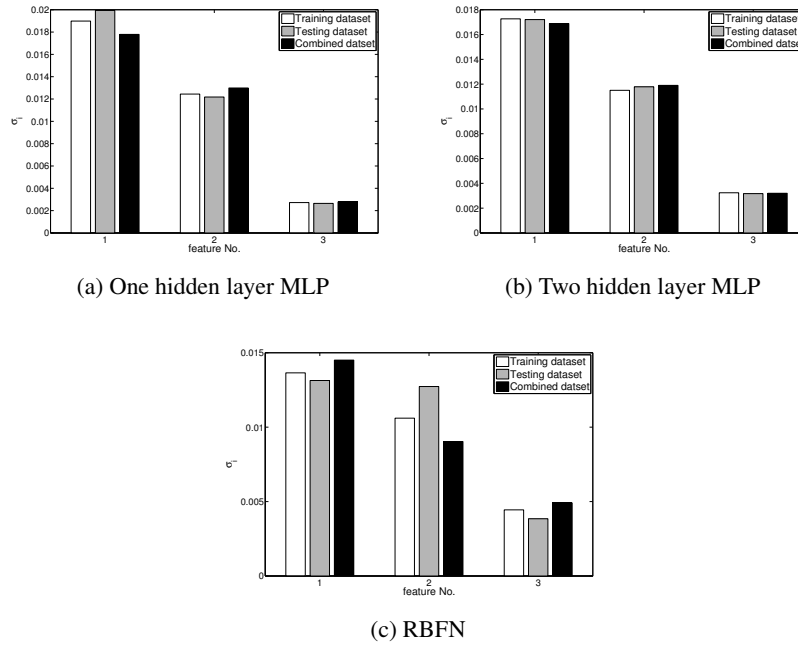 0.02
0.018
0.016
0.014
0.012
0.01
0.008
0.006
0.004
0.002
0
σi
1 2 3
feature No.
Training dataset
Testing dataset
Combined datset
(a) One hidden layer MLP
0.018
0.016
0.014
0.012
0.01
0.008
0.006
0.004
0.002
0
σi
1 2 3
feature No.
Training dataset
Testing dataset
Combined datset
(b) Two hidden layer MLP
0.015
0.01
0.005
0
σi
1 2 3
feature No.
Training dataset
Testing dataset
Combined datset
(c) RBFN